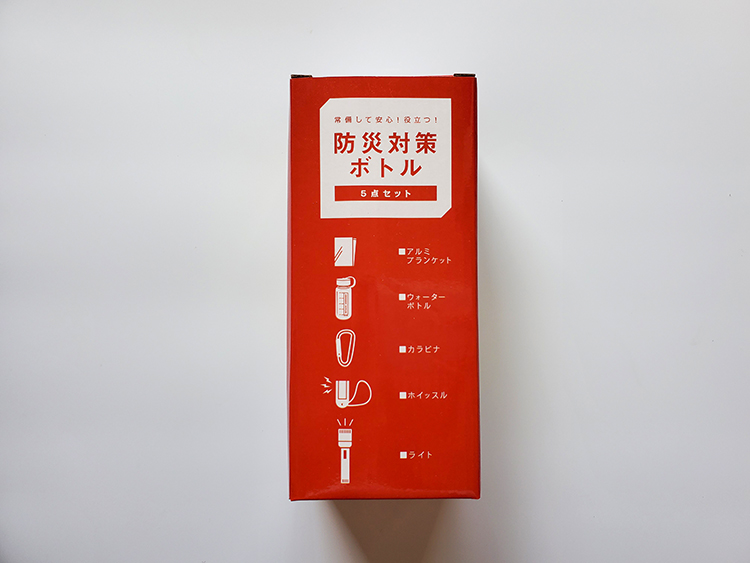 常備して安心！役立つ！
防災対策
ボトル
5点セット
■アルミ
ブランケット
■ウォーター
ボトル
■カラビナ
■ホイッスル
■ライト